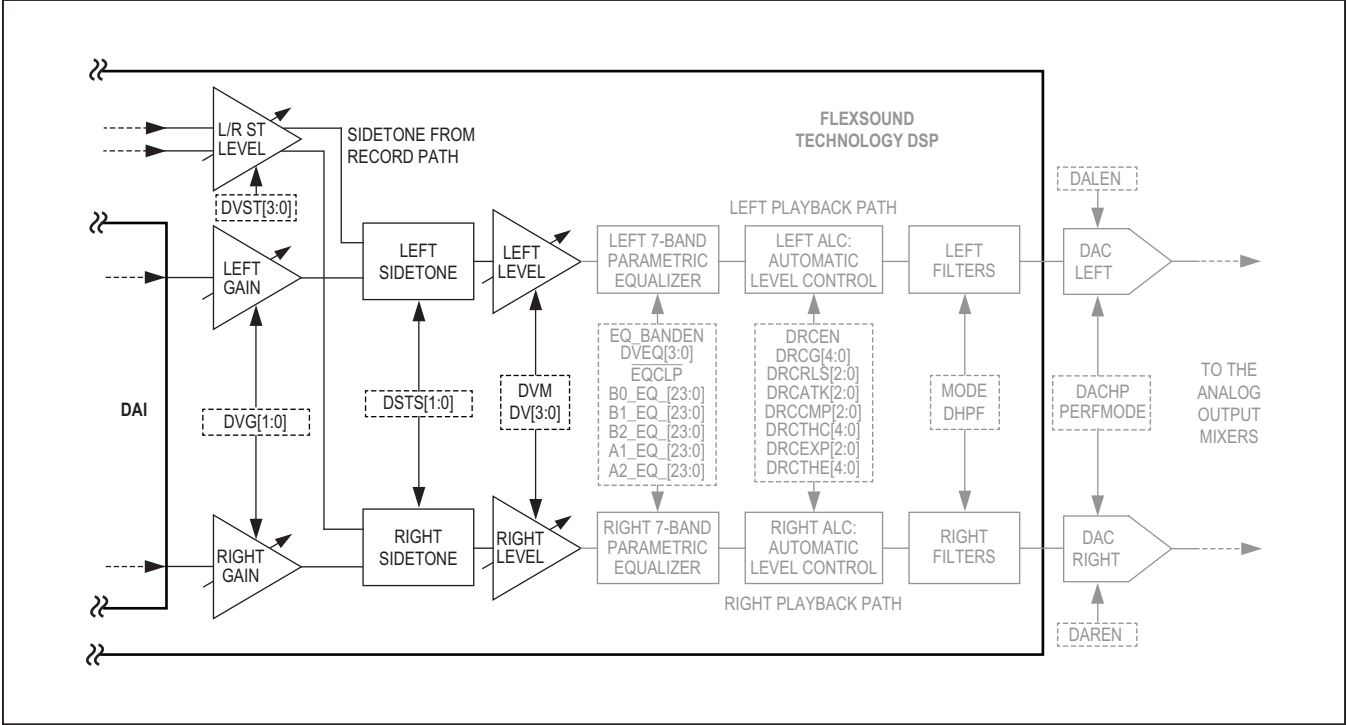 FLEXSOUND
TECHNOLOGY DSP
L/R ST
LEVEL
SIDETONE FROM
RECORD PATH
DVST[3:0]
DALEN
LEFT PLAYBACK PATH
LEFT
GAIN
LEFT
SIDETONE
LEFT
LEVEL
LEFT 7-BAND
PARAMETRIC
EQUALIZER
LEFT ALC:
AUTOMATIC
LEVEL CONTROL
LEFT
FILTERS
DAC
LEFT
DAI
DVG[1:0]
DSTS[1:0]
DVM
DV[3:0]
EQ_BANDEN
DVEQ[3:0]
EQCLP
B0_EQ_[23:0]
B1_EQ_[23:0]
B2_EQ_[23:0]
A1_EQ_[23:0]
A2_EQ_[23:0]
DRCEN
DRCG[4:0]
DRCRLS[2:0]
DRCATK[2:0]
DRCCMP[2:0]
DRCTHC[4:0]
DRCEXP[2:0]
DRCTHE[4:0]
MODE
DHPF
DACHP
PERFMODE
TO THE
ANALOG
OUTPUT
MIXERS
RIGHT
GAIN
RIGHT
SIDETONE
RIGHT
LEVEL
RIGHT 7-BAND
PARAMETRIC
EQUALIZER
RIGHT ALC:
AUTOMATIC
LEVEL CONTROL
RIGHT
FILTERS
DAC
RIGHT
RIGHT PLAYBACK PATH
DAREN